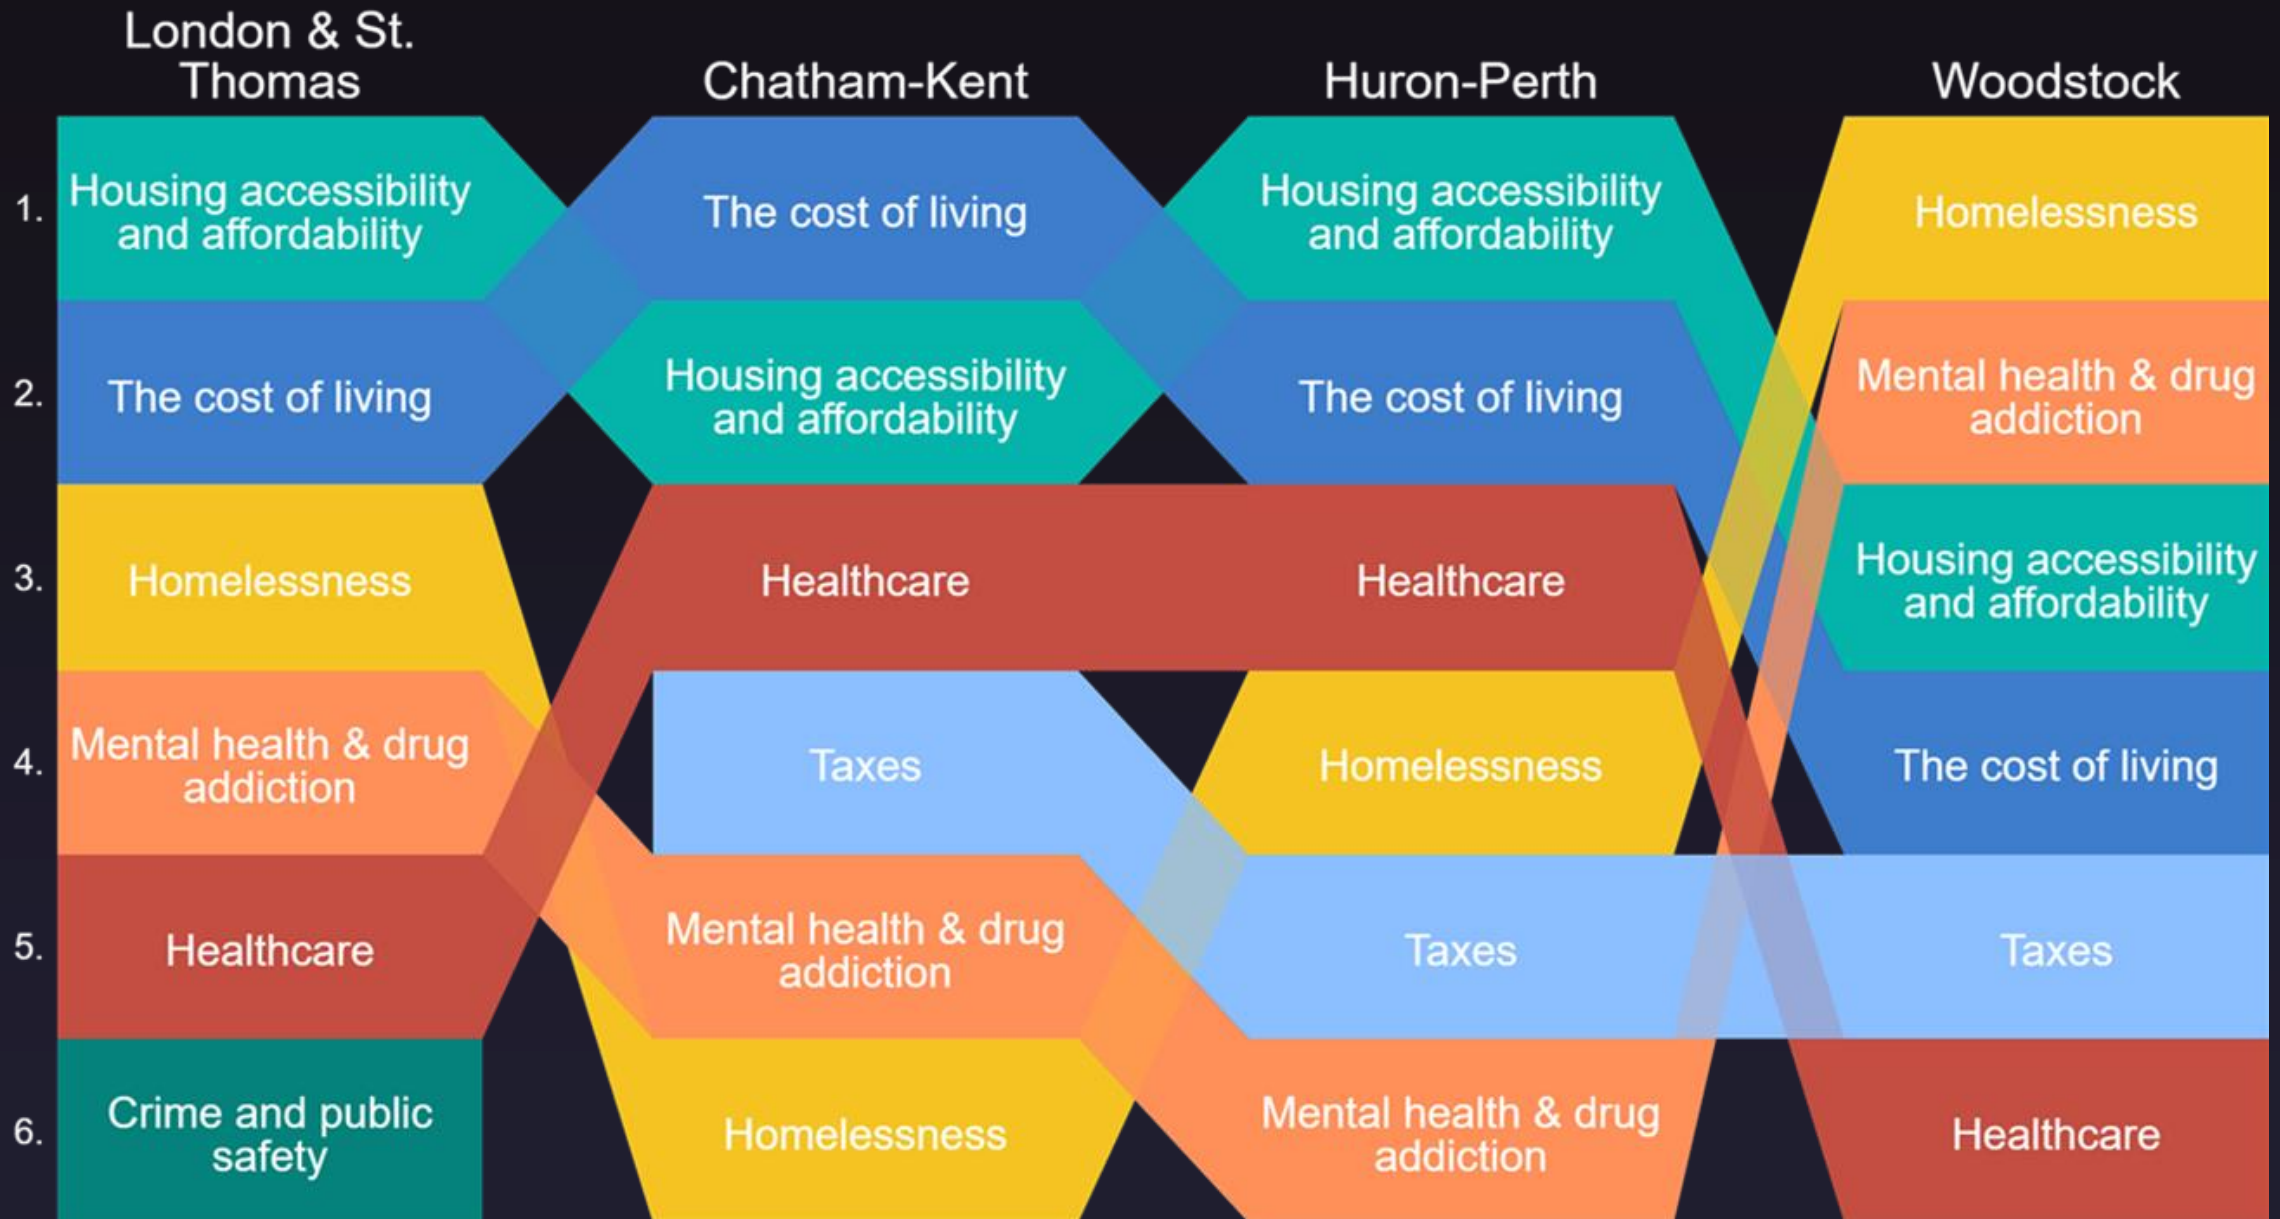 London & St.
Thomas
Chatham-Kent
Huron-Perth
Woodstock
1.
Housing accessibility
and affordability
The cost of living
Housing accessibility
and affordability
Homelessness
2.
The cost of living
Housing accessibility
and affordability
The cost of living
Mental health & drug
addiction
3.
Homelessness
Healthcare
Healthcare
Housing accessibility
and affordability
4.
Mental health & drug
addiction
Taxes
Homelessness
The cost of living
5.
Healthcare
Mental health & drug
addiction
Taxes
Taxes
6.
Crime and public
safety
Homelessness
Mental health & drug
addiction
Healthcare